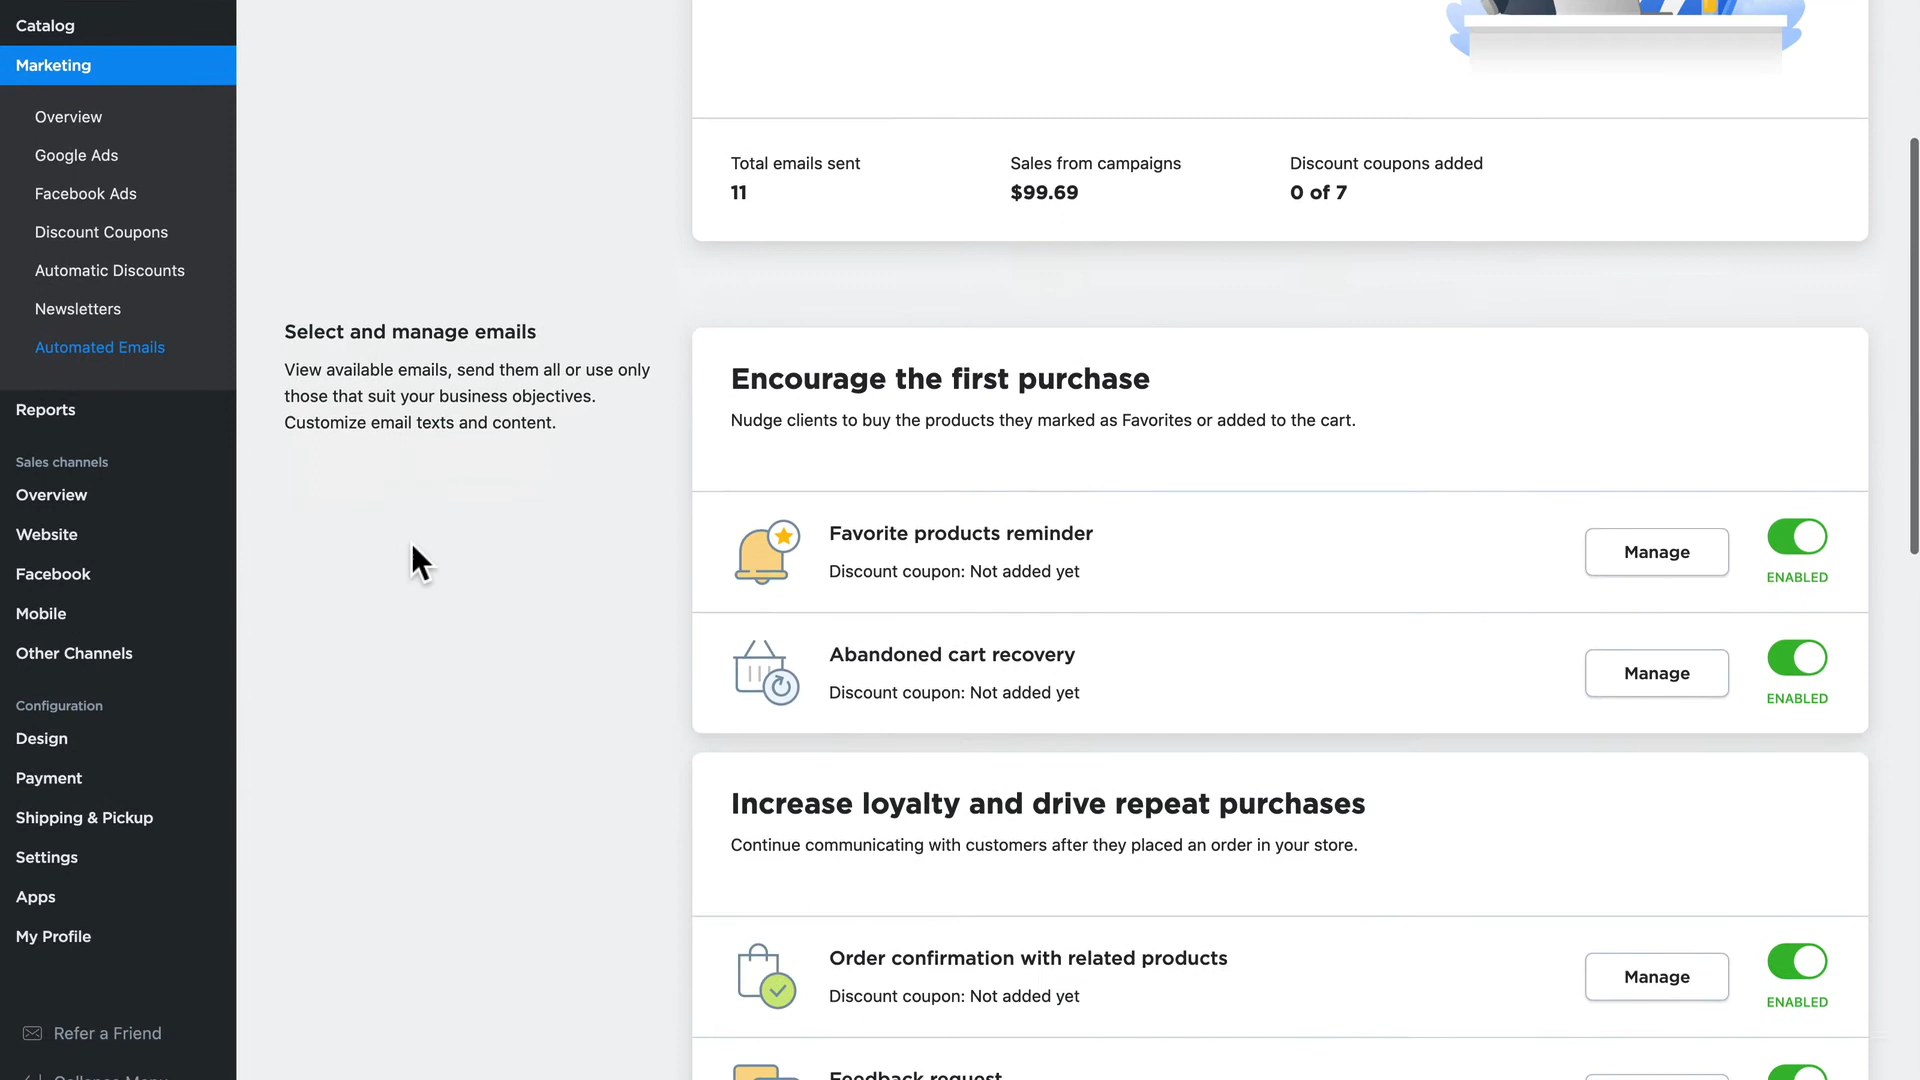 Catalog
Marketing
Overview
Google Ads
Facebook Ads
Discount Coupons
Automatic Discounts
Newsletters
Automated Emails
Reports
Sales channels
Overview
Website
Facebook
Mobile
Other Channels
Configuration
Design
Payment
Shipping & Pickup
Settings
Apps
My Profile
Refer a Friend
Collapse Menu
Total emails sent
11
Sales from campaigns
$99.69
Discount coupons added
0 of 7
Select and manage emails
View available emails, send them all or use only
those that suit your business objectives.
Customize email texts and content.
Encourage the first purchase
Nudge clients to buy the products they marked as Favorites or added to the cart.
Favorite products reminder
Discount coupon: Not added yet
Manage
ENABLED
Abandoned cart recovery
Discount coupon: Not added yet
Manage
ENABLED
Increase loyalty and drive repeat purchases
Continue communicating with customers after they placed an order in your store.
Order confirmation with related products
Discount coupon: Not added yet
Manage
ENABLED
Feedback request